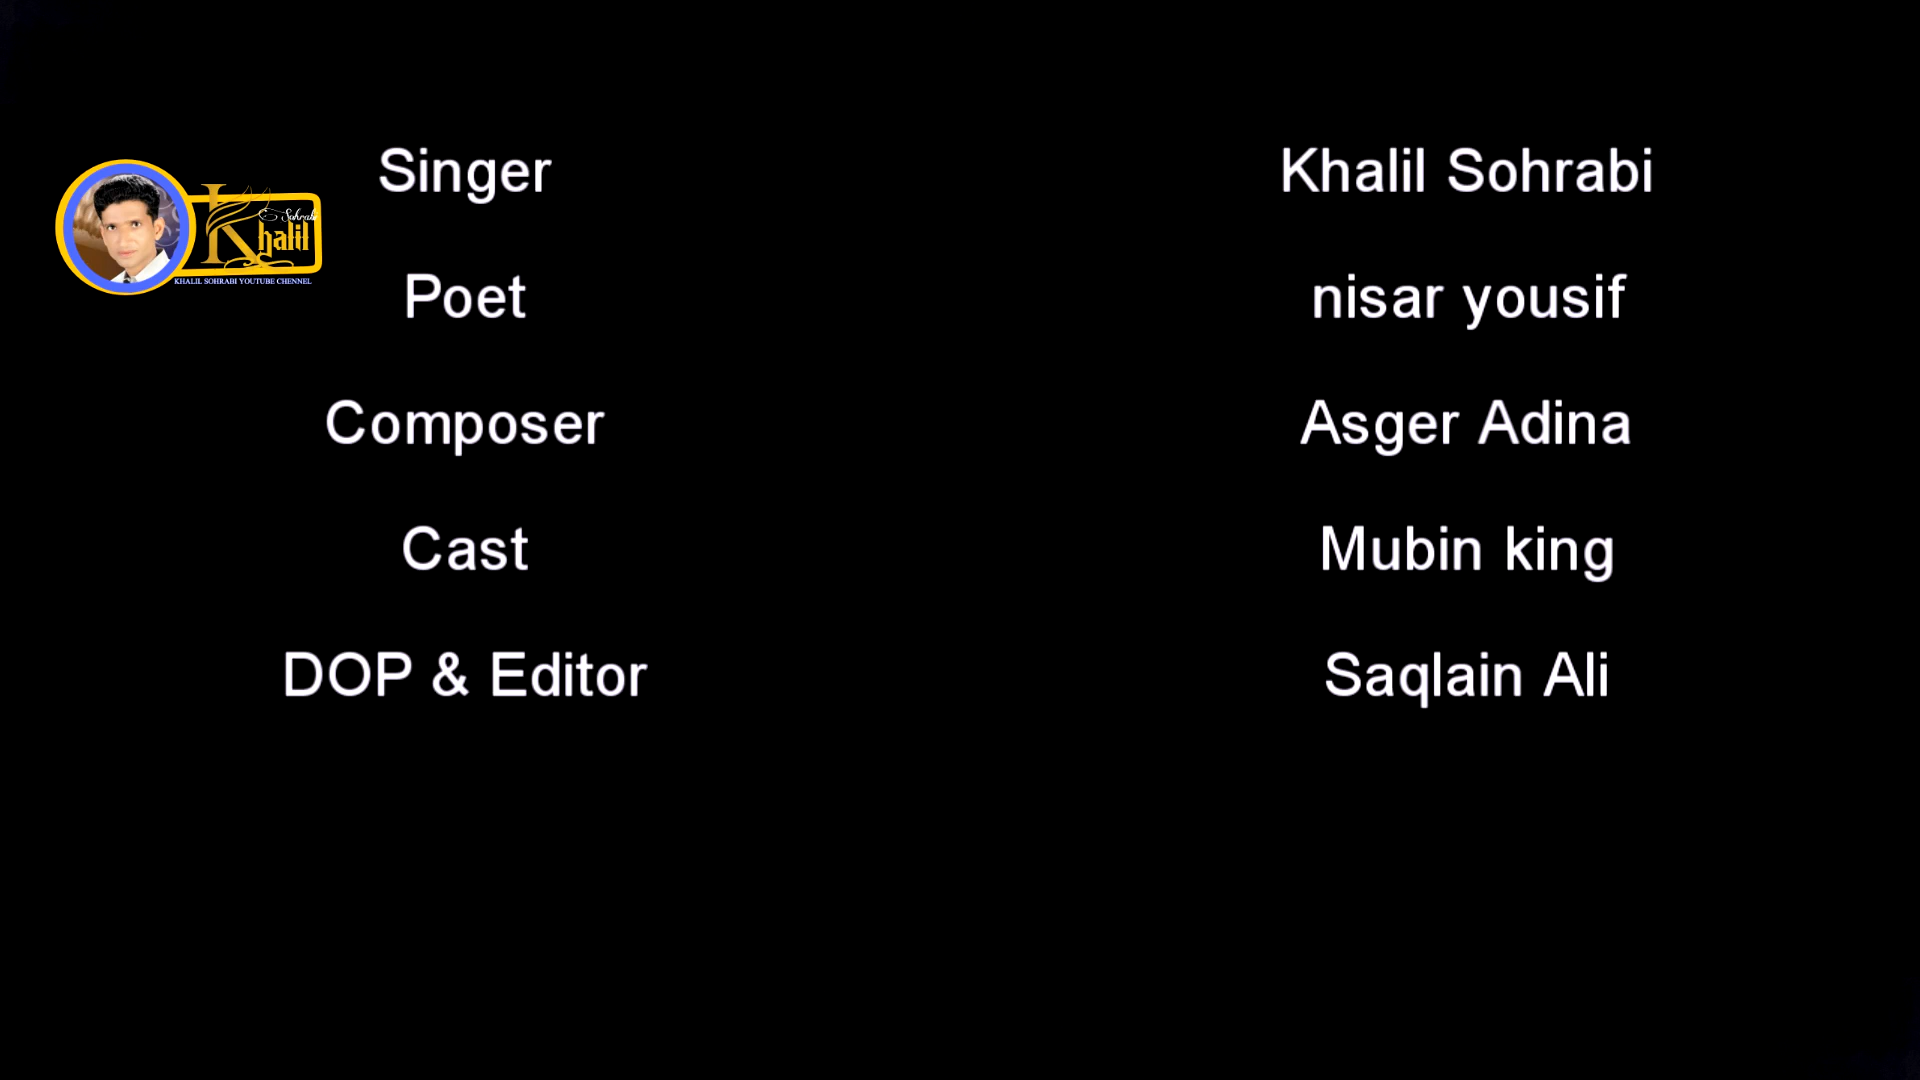 Singer Khalil Sohrabi
Sohrabi
Khalil
KHALIL SOHRABI YOUTUBE CHENNEL
Poet nisar yousif
Composer Asger Adina
Cast Mubin king
DOP & Editor Saqlain Ali